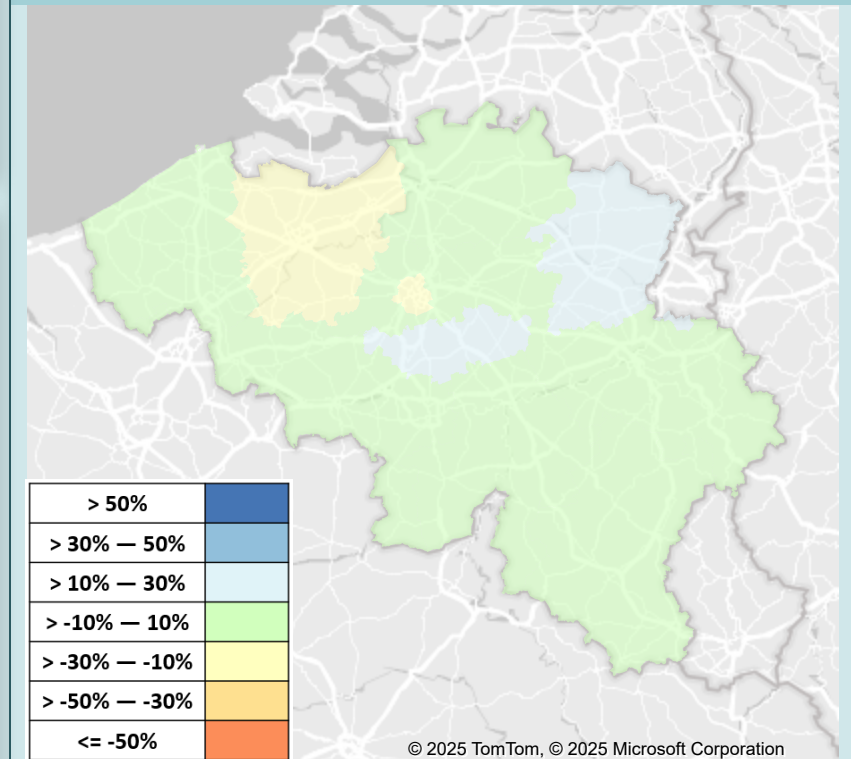 > 50%
> 30% — 50%
> 10% — 30%
> -10% — 10%
> -30% — -10%
> -50% — -30%
<= -50%
© 2025 TomTom, © 2025 Microsoft Corporation